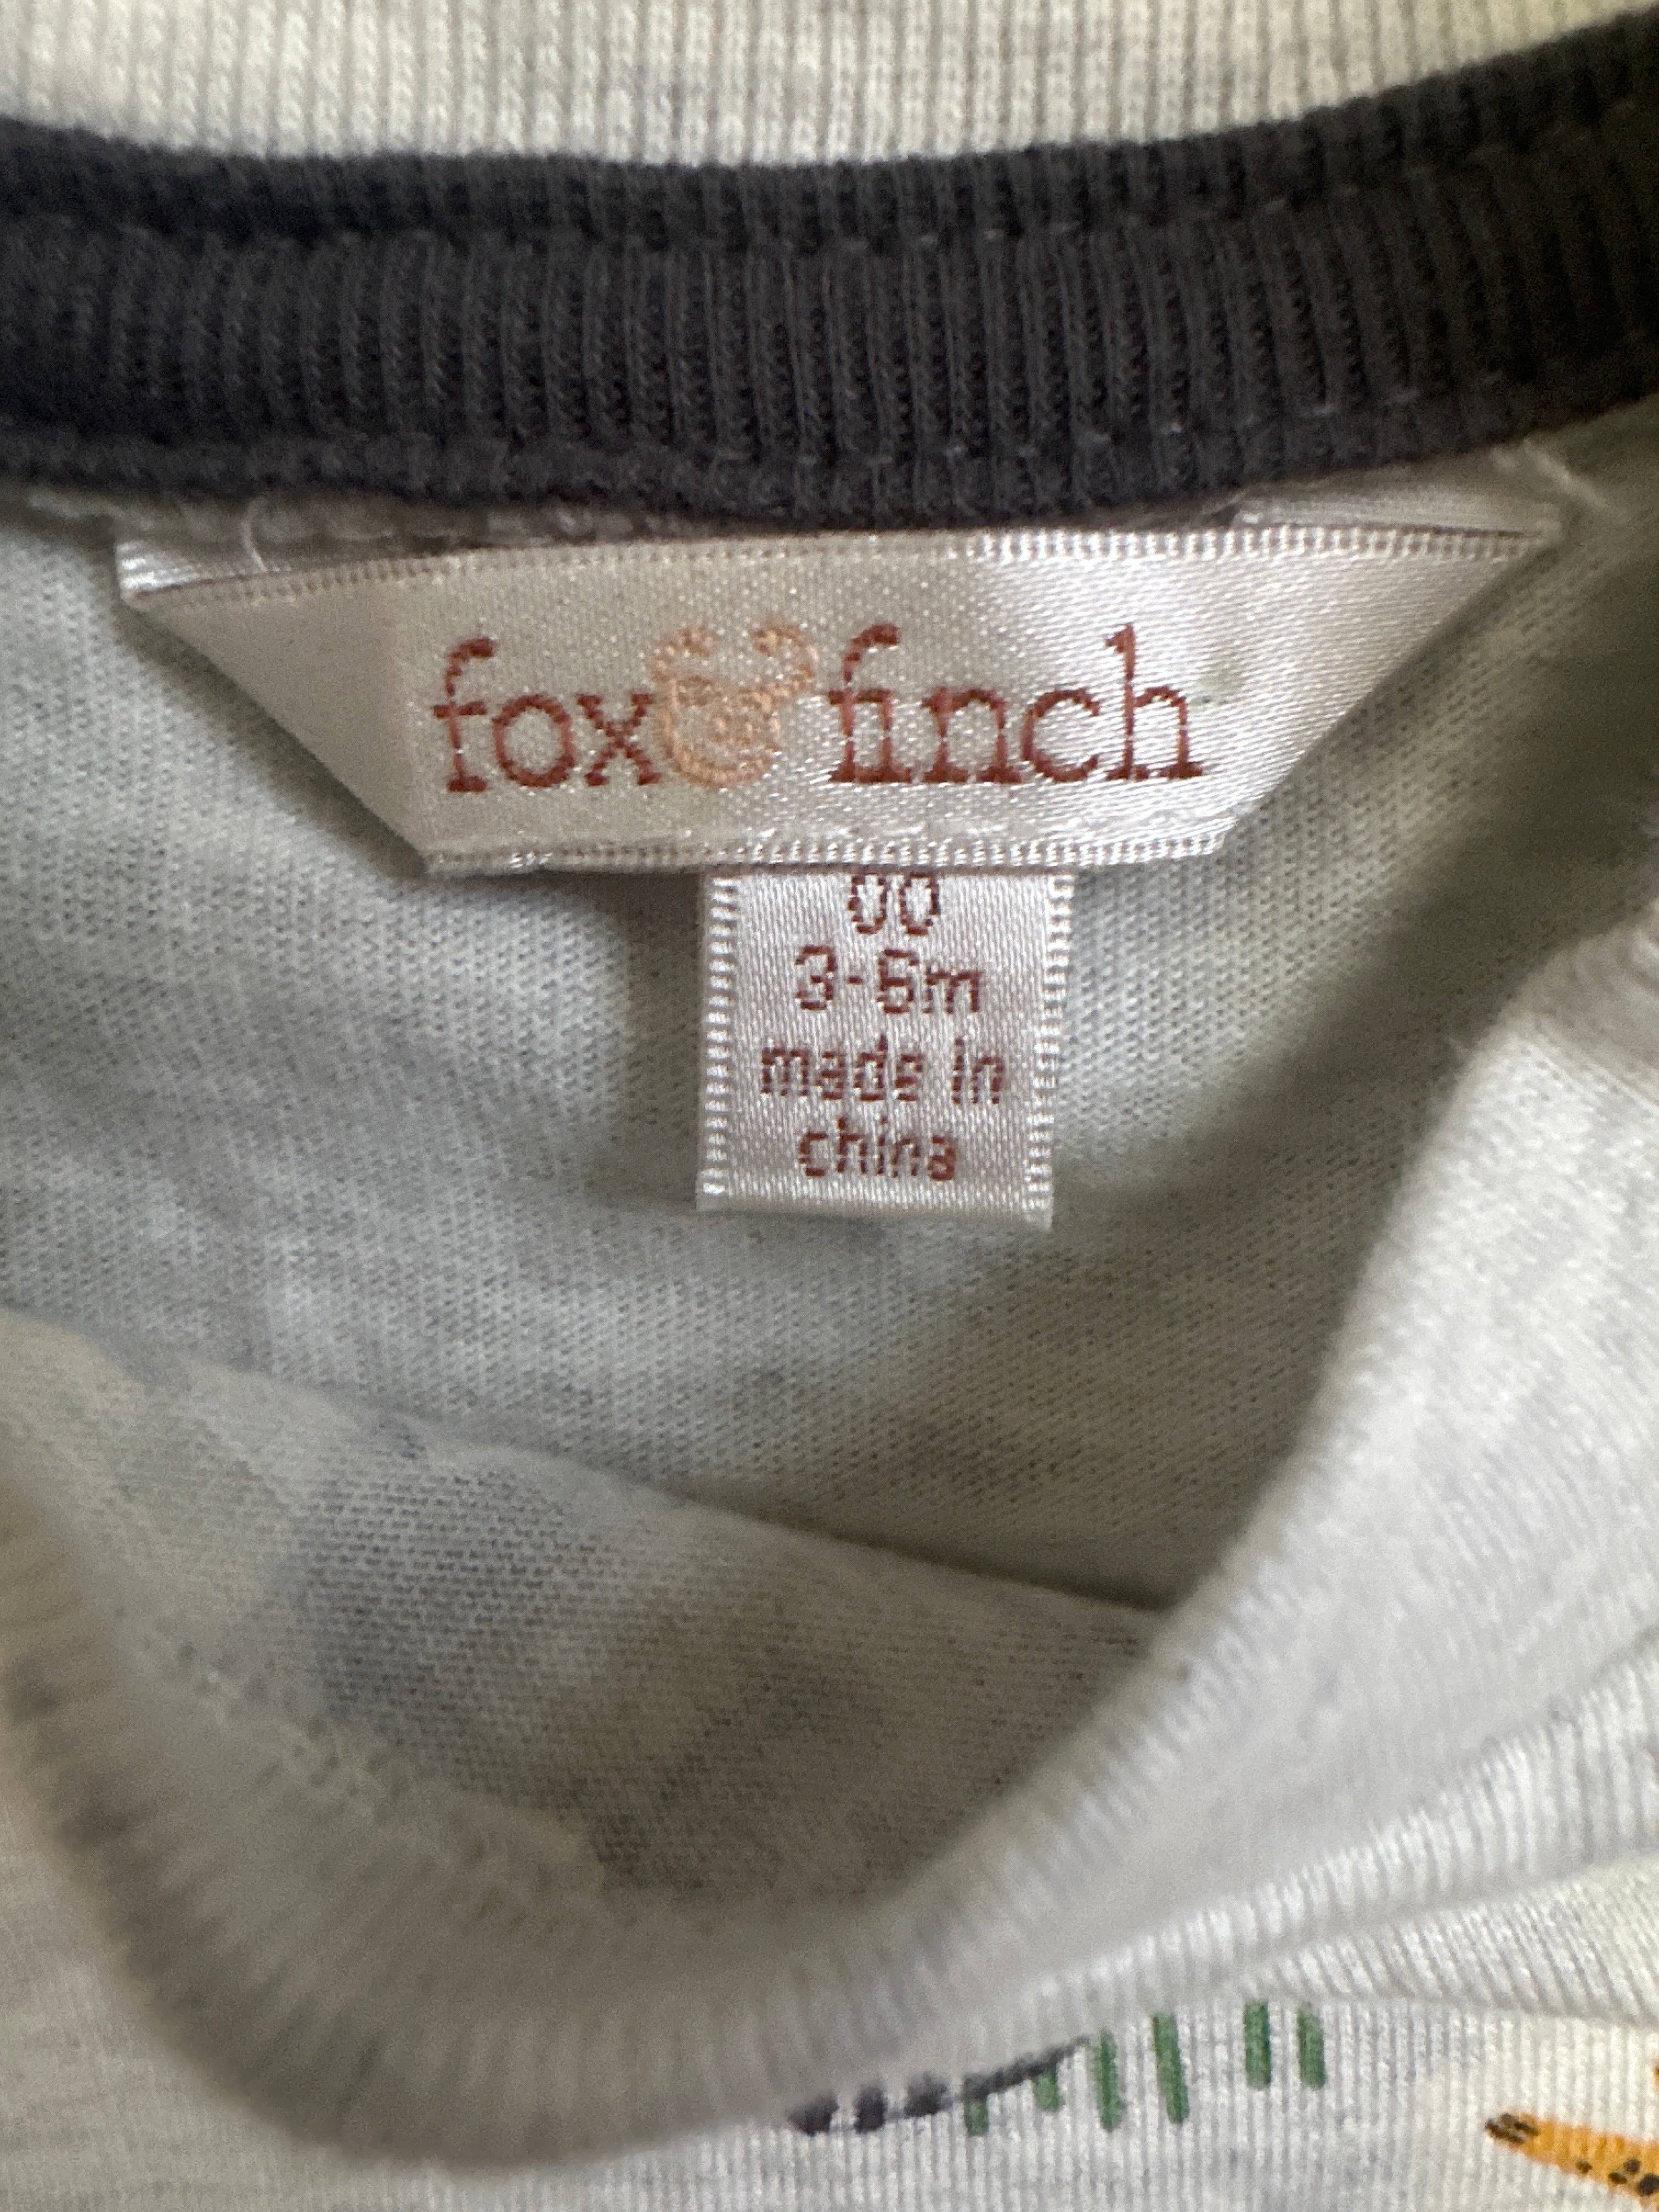 fox & finch
00
3-6m
made in
china